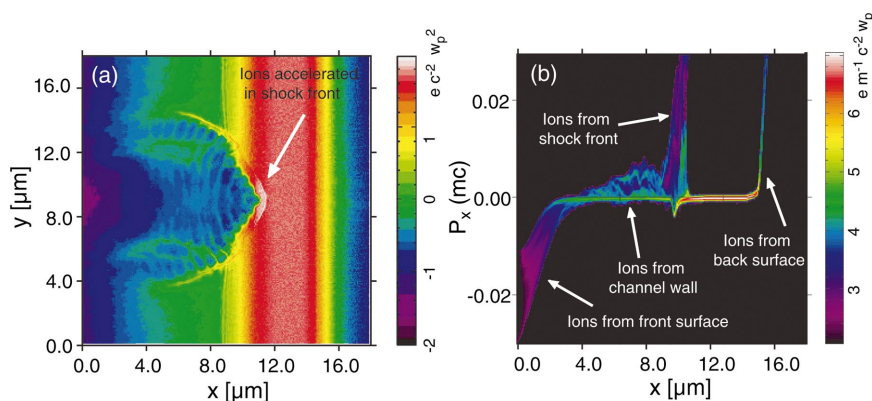 (a)
Ions accelerated
in shock front
y [μm]
16.0
12.0
8.0
4.0
0.0
0.0 4.0 8.0 12.0 16.0
x [μm]
1
0
-1
-2
e c⁻² wₚ²
(b)
Ions from
shock front
Ions from
channel wall
Ions from
back surface
Ions from front surface
Pₓ (mc)
0.02
0.00
-0.02
0.0 4.0 8.0 12.0 16.0
x [μm]
6
5
4
3
e m⁻¹ c⁻² wₚ